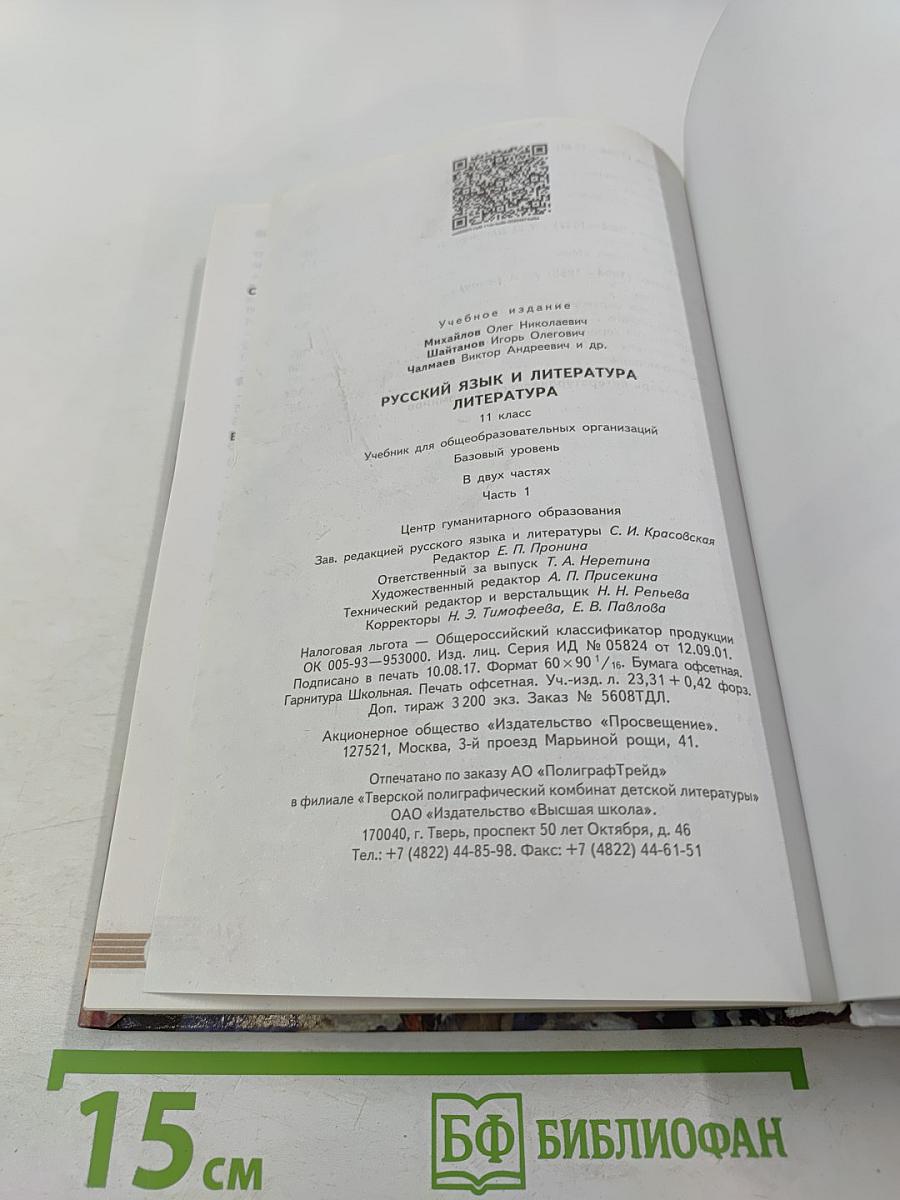 Учебное издание
Михайлов Олег Николаевич
Шайтанов Игорь Олегович
Чалмаев Виктор Андреевич и др.
РУССКИЙ ЯЗЫК И ЛИТЕРАТУРА
ЛИТЕРАТУРА
11 класс
Учебник для общеобразовательных организаций
Базовый уровень
В двух частях
Часть 1
Центр гуманитарного образования
Зав. редакцией русского языка и литературы С. И. Красовская
Редактор Е. П. Пронина
Ответственный за выпуск Т. А. Неретина
Художественный редактор А. П. Присекина
Технический редактор и верстальщик Н. Н. Репьева
Корректоры Н. Э. Тимофеева, Е. В. Павлова
Налоговая льгота — Общероссийский классификатор продукции
ОК 005-93—953000. Изд. лиц. Серия ИД № 05824 от 12.09.01.
Подписано в печать 10.08.17. Формат 60×90 1/16. Бумага офсетная.
Гарнитура Школьная. Печать офсетная. Уч.-изд. л. 23,31 + 0,42 форз.
Доп. тираж 3 200 экз. Заказ № 5608ТДЛ.
Акционерное общество «Издательство «Просвещение».
127521, Москва, 3-й проезд Марьиной рощи, 41.
Отпечатано по заказу АО «ПолиграфТрейд»
в филиале «Тверской полиграфический комбинат детской литературы»
ОАО «Издательство «Высшая школа».
170040, г. Тверь, проспект 50 лет Октября, д. 46
Тел.: +7 (4822) 44-85-98. Факс: +7 (4822) 44-61-51
15 см
БФ БИБЛИОФАН